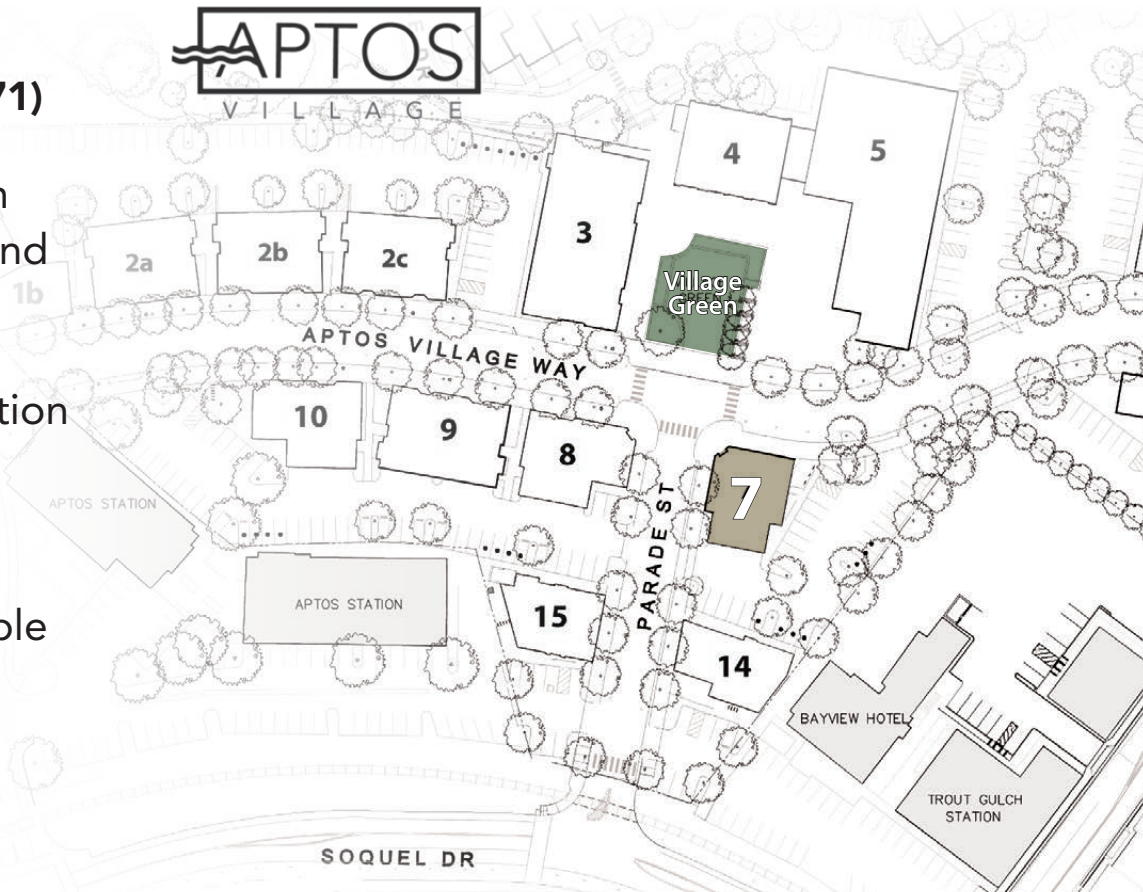 APTOS
VILLAGE
71)
nd
tion
4
5
3
2a
2b
2c
1b
Village
Green
APTOS VILLAGE WAY
10
9
8
7
APTOS STATION
PARADE ST
APTOS STATION
15
14
BAYVIEW HOTEL
TROUT GULCH
STATION
SOQUEL DR